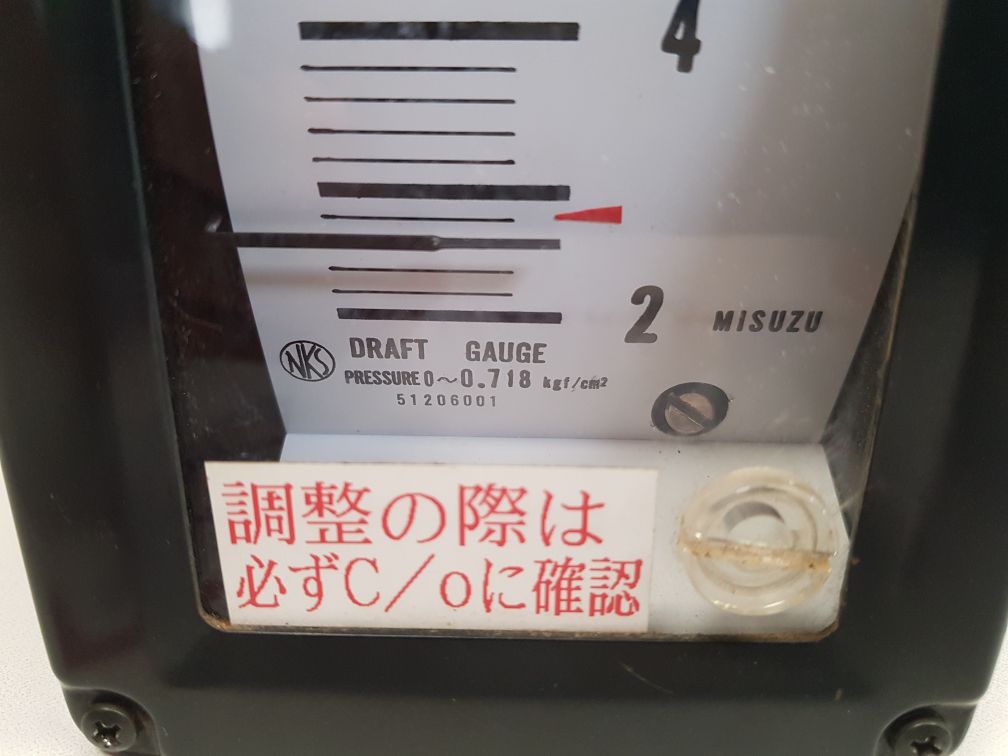 4
2
MISUZU
NKS
DRAFT GAUGE
PRESSURE 0~0.718 kgf/cm²
51206001
調整の際は
必ずC/oに確認